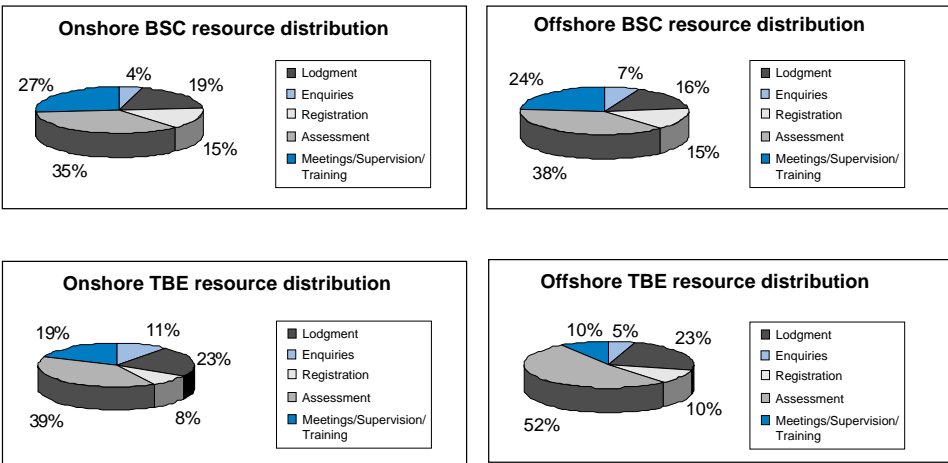 Onshore BSC resource distribution
27%
4%
19%
15%
35%
Lodgment
Enquiries
Registration
Assessment
Meetings/Supervision/
Training
Offshore BSC resource distribution
24%
7%
16%
15%
38%
Lodgment
Enquiries
Registration
Assessment
Meetings/Supervision/
Training
Onshore TBE resource distribution
19%
11%
23%
8%
39%
Lodgment
Enquiries
Registration
Assessment
Meetings/Supervision/
Training
Offshore TBE resource distribution
10%
5%
23%
10%
52%
Lodgment
Enquiries
Registration
Assessment
Meetings/Supervision/
Training